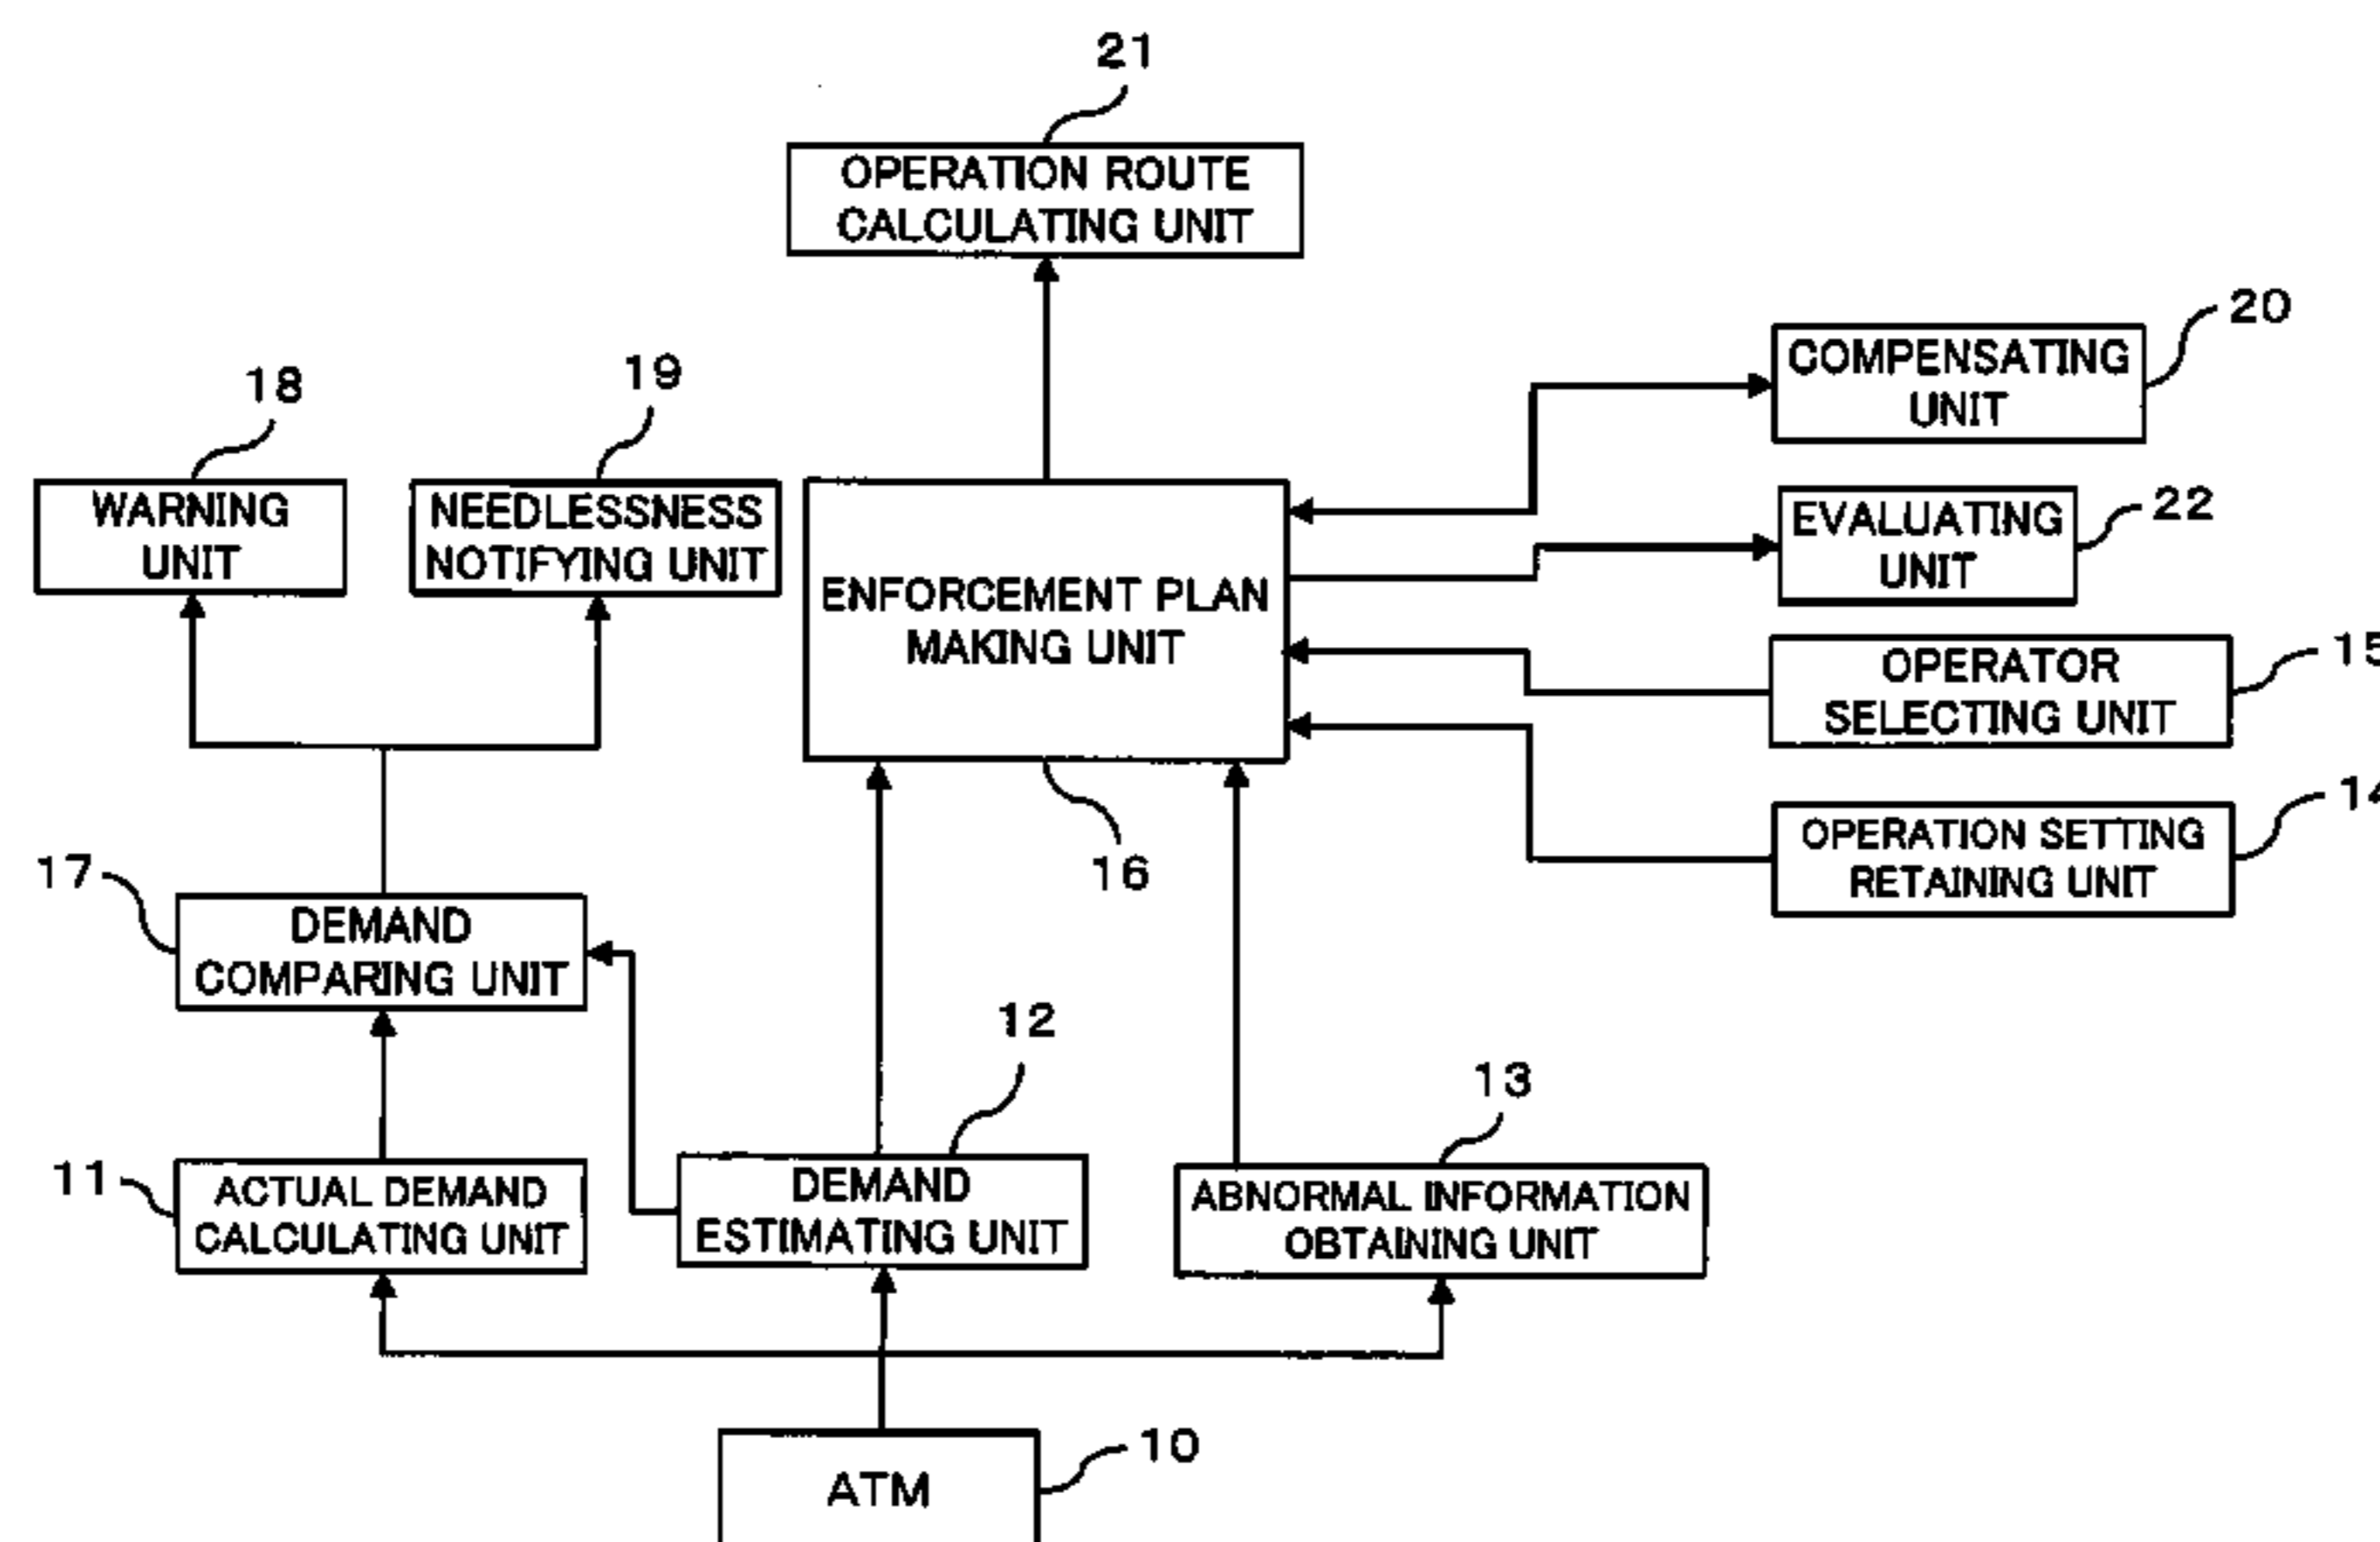 21
OPERATION ROUTE
CALCULATING UNIT
20
COMPENSATING
UNIT
18
19
WARNING
UNIT
NEEDLESSNESS
NOTIFYING UNIT
ENFORCEMENT PLAN
MAKING UNIT
22
EVALUATING
UNIT
15
OPERATOR
SELECTING UNIT
14
OPERATION SETTING
RETAINING UNIT
16
17
DEMAND
COMPARING UNIT
12
13
11
ACTUAL DEMAND
CALCULATING UNIT
DEMAND
ESTIMATING UNIT
ABNORMAL INFORMATION
OBTAINING UNIT
10
ATM